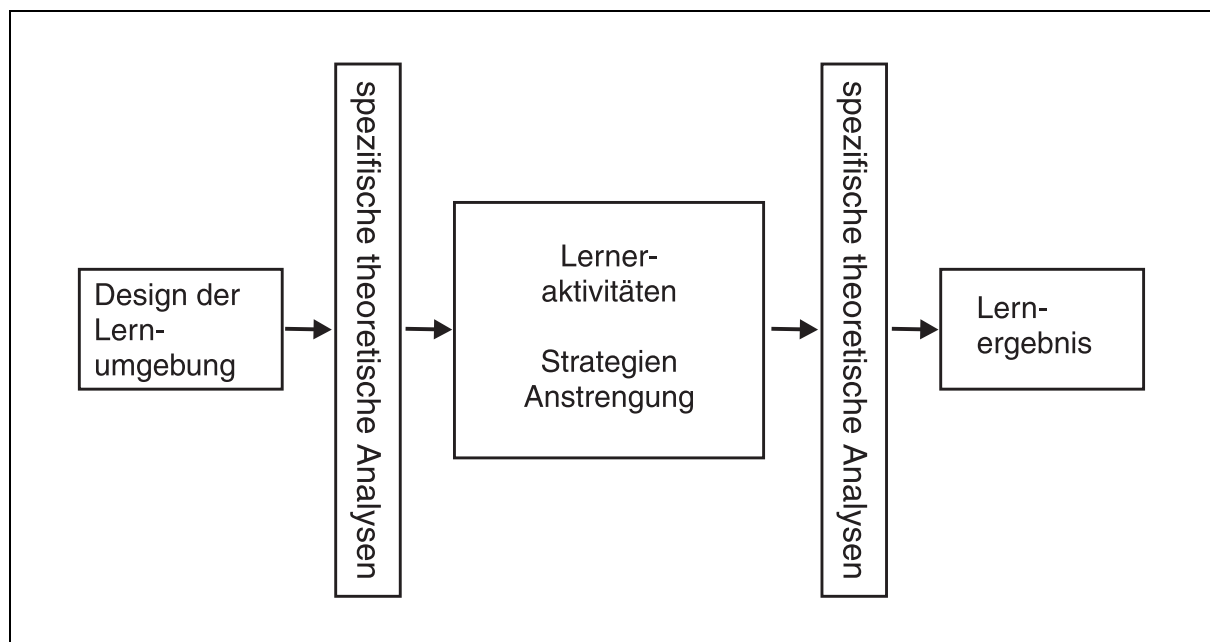 Design der
Lern-
umgebung
spezifische theoretische Analysen
Lerner-
aktivitäten
Strategien
Anstrengung
spezifische theoretische Analysen
Lern-
ergebnis